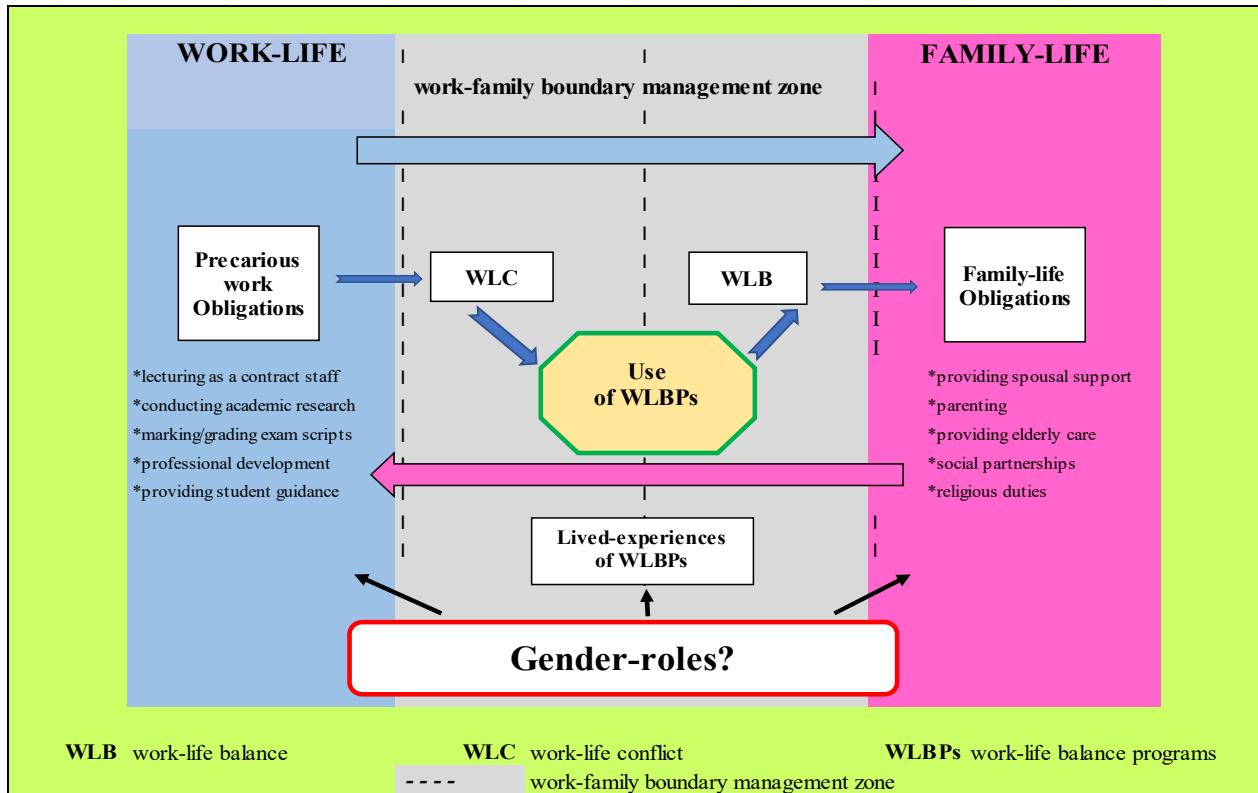 WORK-LIFE
FAMILY-LIFE
work-family boundary management zone
Precarious
work
Obligations
WLC
WLB
Family-life
Obligations
Use
of WLBPs
*lecturing as a contract staff
*conducting academic research
*marking/grading exam scripts
*professional development
*providing student guidance
*providing spousal support
*parenting
*providing elderly care
*social partnerships
*religious duties
I
I
I
I
I
I
I
I
I
Lived-experiences
of WLBPs
Gender-roles?
WLB work-life balance
WLC work-life conflict
WLBPs work-life balance programs
- - - - work-family boundary management zone